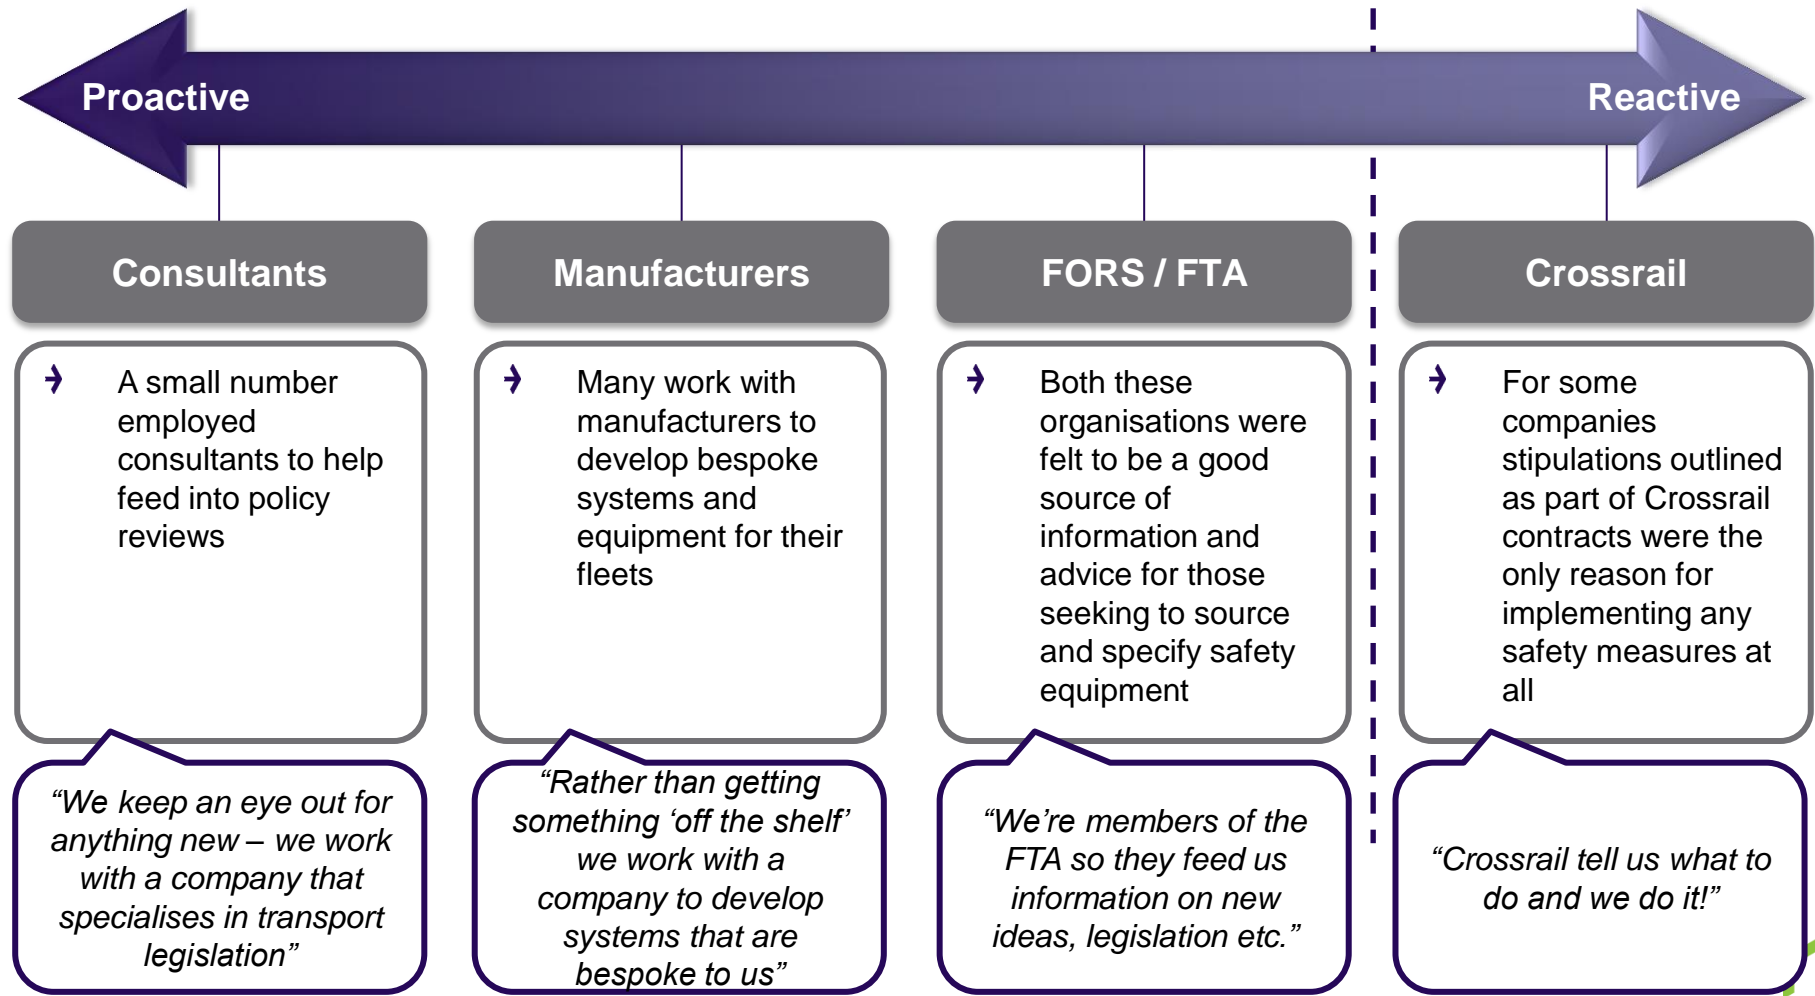 Proactive
Reactive
Consultants
A small number
employed
consultants to help
feed into policy
reviews
“We keep an eye out for
anything new – we work
with a company that
specialises in transport
legislation”
Manufacturers
Many work with
manufacturers to
develop bespoke
systems and
equipment for their
fleets
“Rather than getting
something ‘off the shelf’
we work with a
company to develop
systems that are
bespoke to us”
FORS / FTA
Both these
organisations were
felt to be a good
source of
information and
advice for those
seeking to source
and specify safety
equipment
“We’re members of the
FTA so they feed us
information on new
ideas, legislation etc.”
Crossrail
For some
companies
stipulations outlined
as part of Crossrail
contracts were the
only reason for
implementing any
safety measures at
all
“Crossrail tell us what to
do and we do it!”